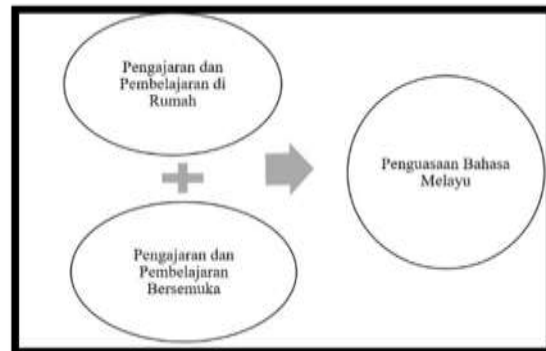 Pengajaran dan
Pembelajaran di
Rumah
Pengajaran dan
Pembelajaran
Bersemuka
Penguasaan Bahasa
Melayu